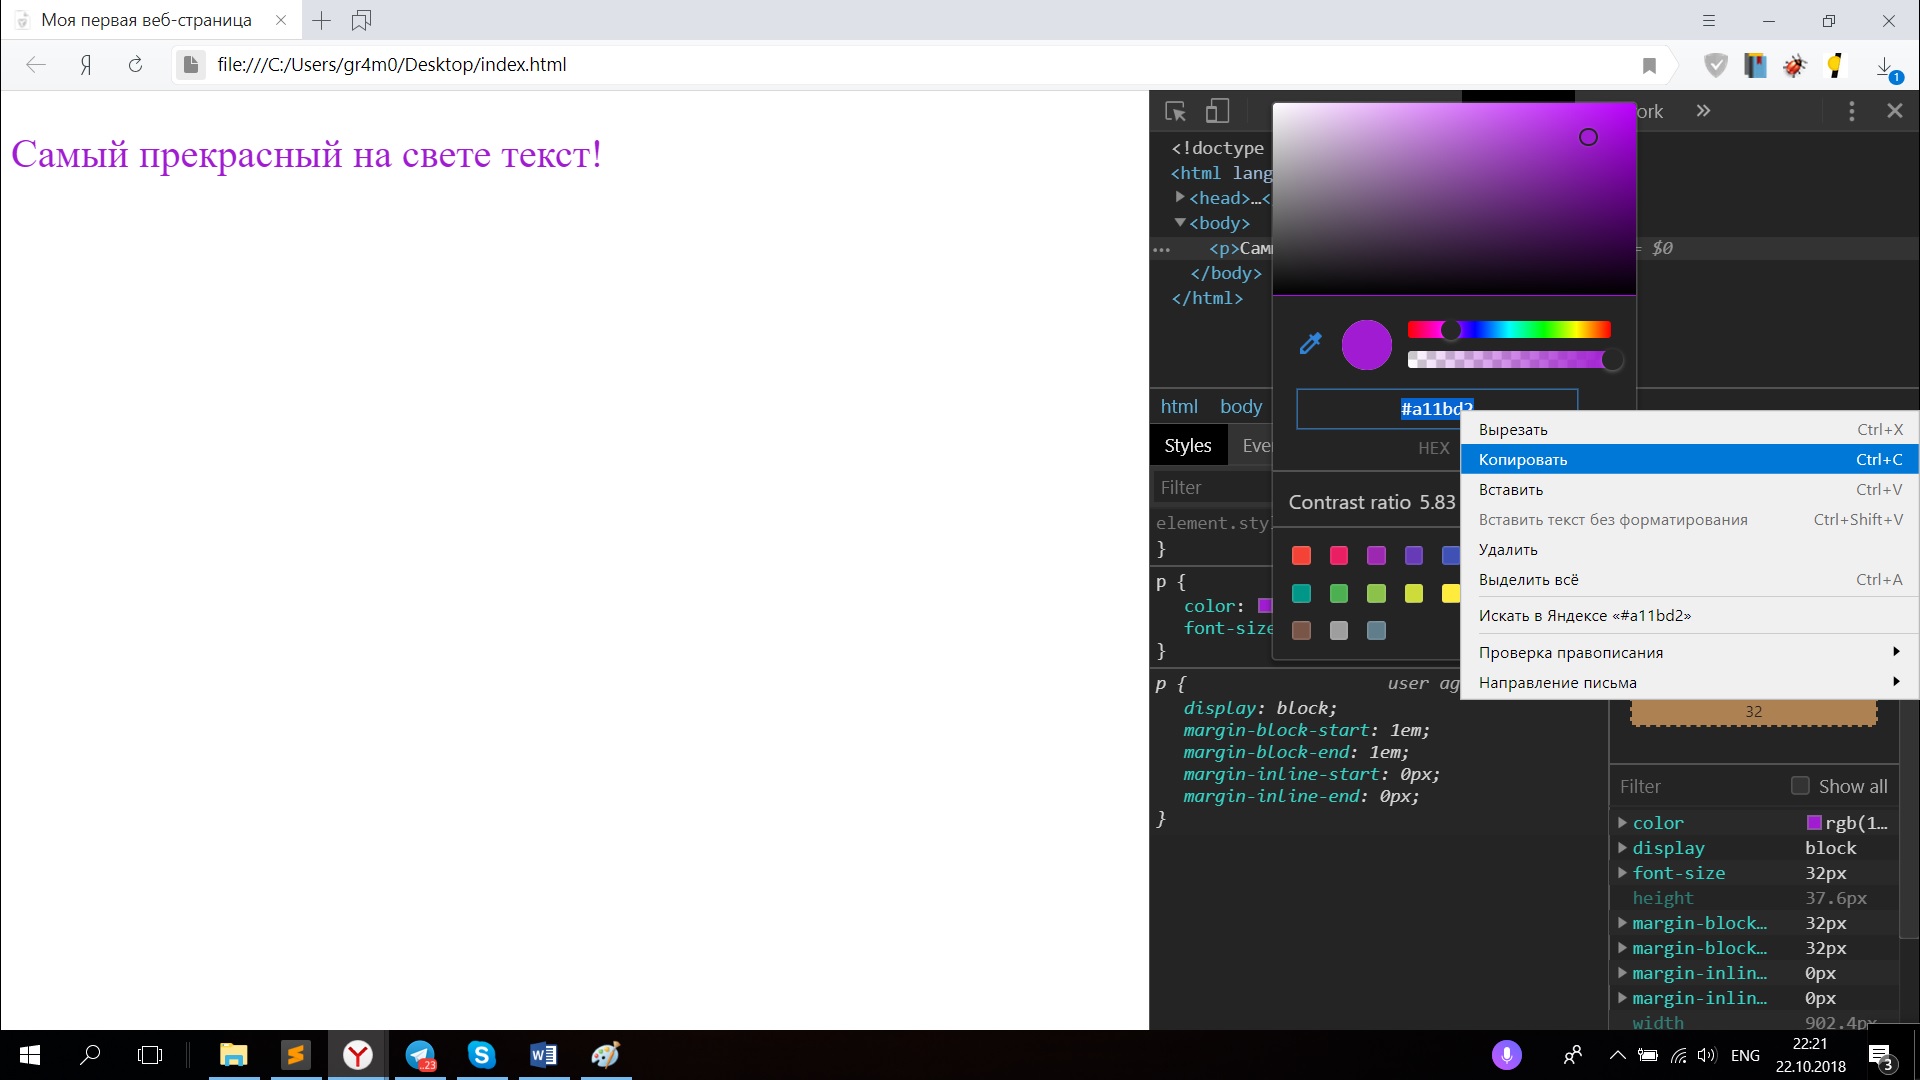 Моя первая веб-страница
Я
file:///C:/Users/gr4m0/Desktop/index.html
1
Самый прекрасный на свете текст!
ork
<!doctype
<html lang
<head>…<
<body>
<p>Сам
= $0
</body>
</html>
html body
#a11bd2
HEX
Styles Eve
Filter
Contrast ratio 5.83
element.sty
}
p {
color:
font-size
}
p {
user ag
display: block;
margin-block-start: 1em;
margin-block-end: 1em;
margin-inline-start: 0px;
margin-inline-end: 0px;
}
Вырезать Ctrl+X
Копировать Ctrl+C
Вставить Ctrl+V
Вставить текст без форматирования Ctrl+Shift+V
Удалить
Выделить всё Ctrl+A
Искать в Яндексе «#a11bd2»
Проверка правописания
Направление письма
32
Filter Show all
color rgb(1…
display block
font-size 32px
height 37.6px
margin-block… 32px
margin-block… 32px
margin-inlin… 0px
margin-inlin… 0px
width 902.4px
23
ENG
22:21
22.10.2018
3